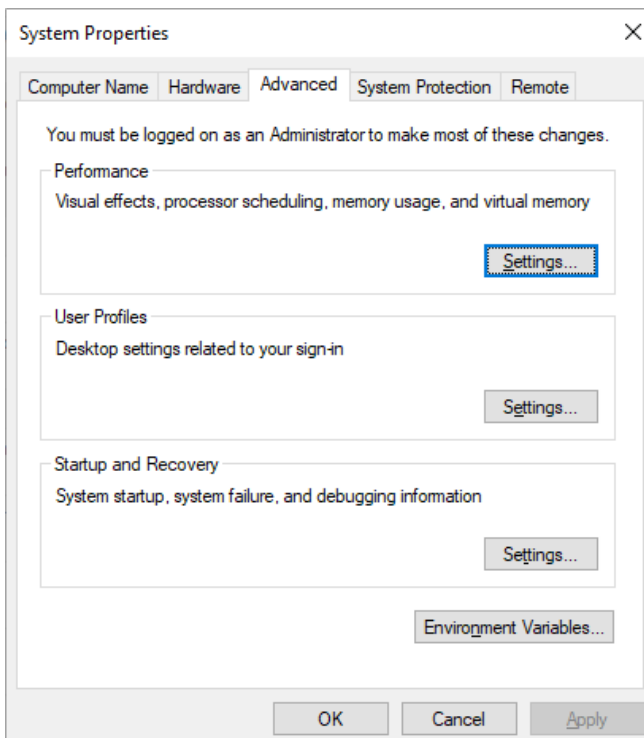 System Properties
Computer Name Hardware Advanced System Protection Remote
You must be logged on as an Administrator to make most of these changes.
Performance
Visual effects, processor scheduling, memory usage, and virtual memory
Settings...
User Profiles
Desktop settings related to your sign-in
Settings...
Startup and Recovery
System startup, system failure, and debugging information
Settings...
Environment Variables...
OK Cancel Apply